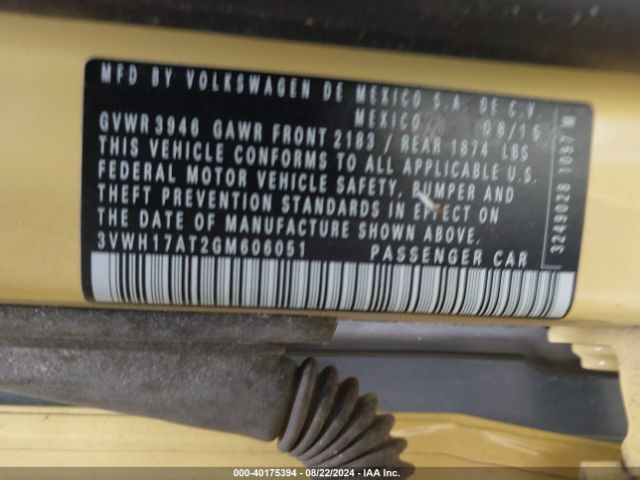 MFD BY VOLKSWAGEN DE MEXICO S.A. DE C.V.
MEXICO 08/16
GVWR 3946 GAWR FRONT 2183 / REAR 1874 LBS
THIS VEHICLE CONFORMS TO ALL APPLICABLE U.S.
FEDERAL MOTOR VEHICLE SAFETY, BUMPER AND
THEFT PREVENTION STANDARDS IN EFFECT ON
THE DATE OF MANUFACTURE SHOWN ABOVE.
3VWH17AT2GM606051 PASSENGER CAR
3249028 1097 M
000-40175394 - 08/22/2024 - IAA Inc.